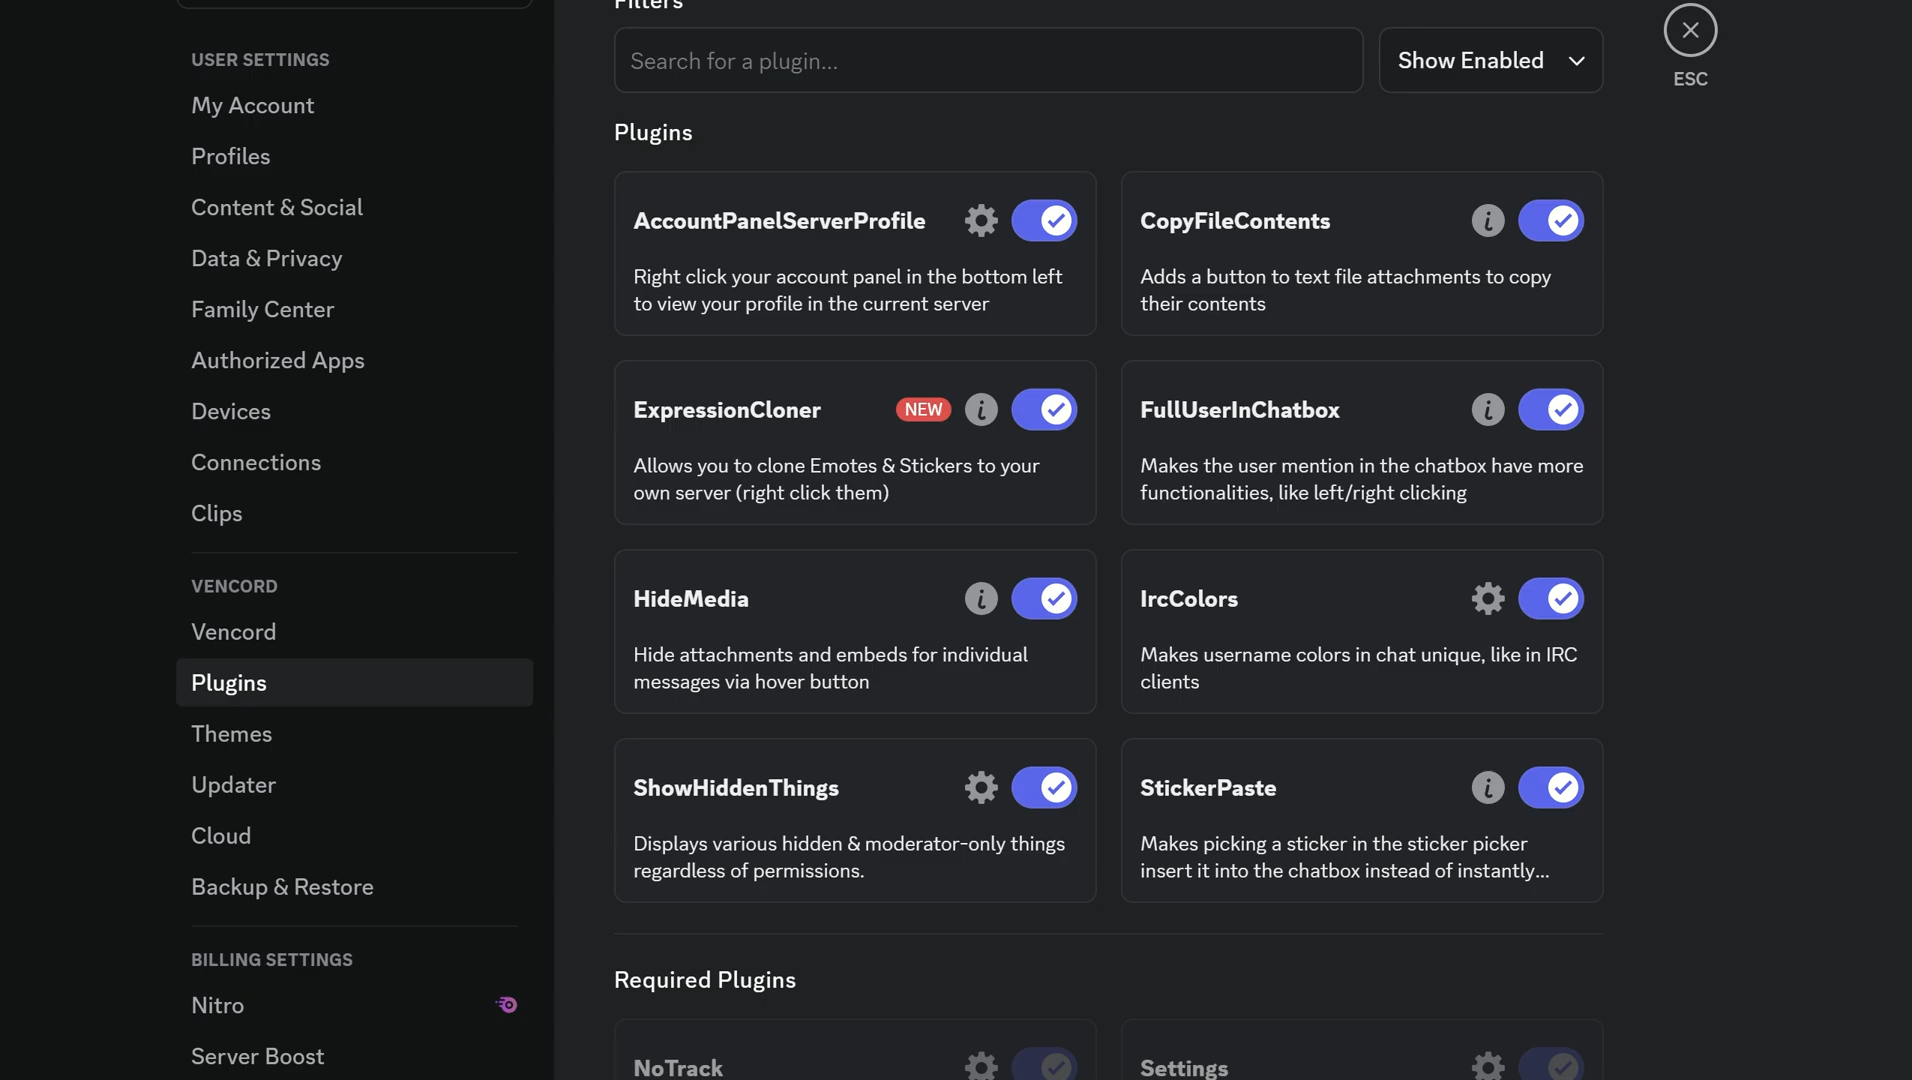 USER SETTINGS
My Account
Profiles
Content & Social
Data & Privacy
Family Center
Authorized Apps
Devices
Connections
Clips
VENCORD
Vencord
Plugins
Themes
Updater
Cloud
Backup & Restore
BILLING SETTINGS
Nitro
Server Boost
Filters
Search for a plugin...
Show Enabled
ESC
Plugins
AccountPanelServerProfile
Right click your account panel in the bottom left
to view your profile in the current server
CopyFileContents
Adds a button to text file attachments to copy
their contents
ExpressionCloner
NEW
Allows you to clone Emotes & Stickers to your
own server (right click them)
FullUserInChatbox
Makes the user mention in the chatbox have more
functionalities, like left/right clicking
HideMedia
Hide attachments and embeds for individual
messages via hover button
IrcColors
Makes username colors in chat unique, like in IRC
clients
ShowHiddenThings
Displays various hidden & moderator-only things
regardless of permissions.
StickerPaste
Makes picking a sticker in the sticker picker
insert it into the chatbox instead of instantly...
Required Plugins
NoTrack
Settings